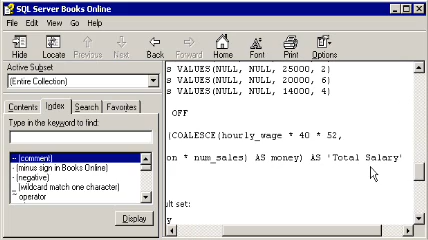 SQL Server Books Online
File Edit View Go Help
Hide Locate Previous Next Back Forward Home Font Print Options
Active Subset
(Entire Collection)
Contents Index Search Favorites
Type in the keyword to find:
-- (comment)
- (minus sign in Books Online)
- (negative)
_ (wildcard match one character)
operator
Display
s VALUES(NULL, NULL, 25000, 2)
s VALUES(NULL, NULL, 20000, 6)
s VALUES(NULL, NULL, 14000, 4)
OFF
(COALESCE(hourly_wage * 40 * 52,
on * num_sales) AS money) AS 'Total Salary'
ult set: